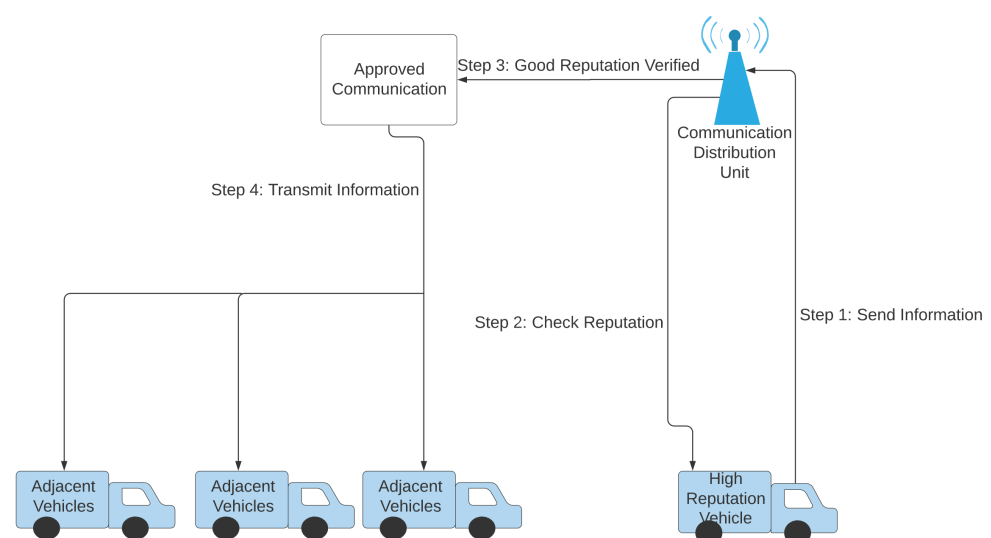 Approved
Communication
Step 3: Good Reputation Verified
Communication
Distribution
Unit
Step 4: Transmit Information
Step 2: Check Reputation
Step 1: Send Information
Adjacent
Vehicles
Adjacent
Vehicles
Adjacent
Vehicles
High
Reputation
Vehicle